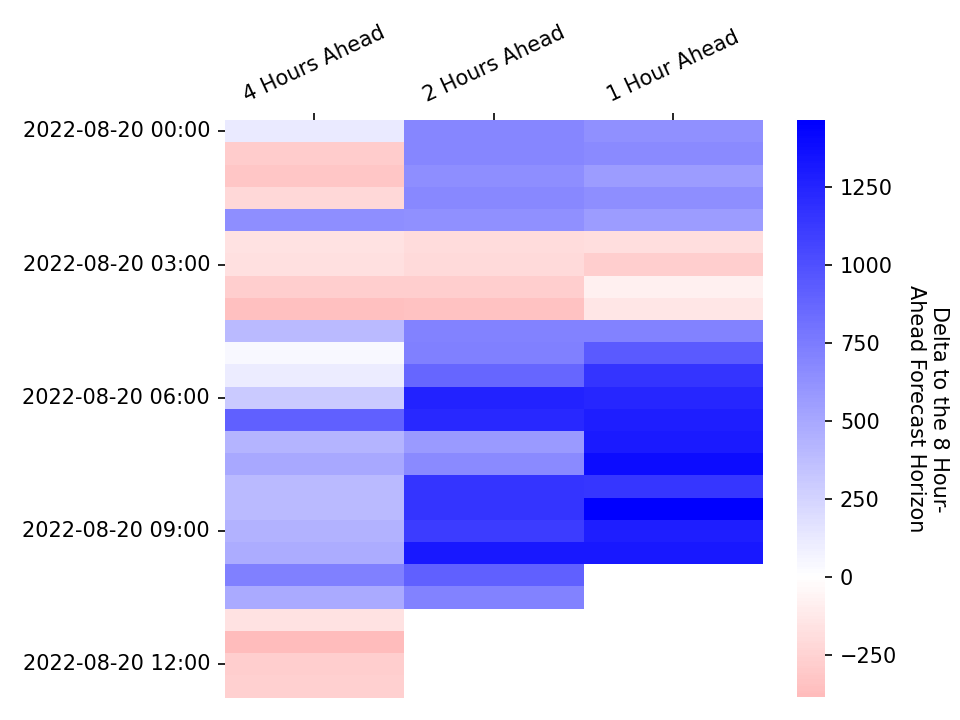 4 Hours Ahead
2 Hours Ahead
1 Hour Ahead
2022-08-20 00:00
2022-08-20 03:00
2022-08-20 06:00
2022-08-20 09:00
2022-08-20 12:00
1250
1000
750
500
250
0
−250
Delta to the 8 Hour-
Ahead Forecast Horizon